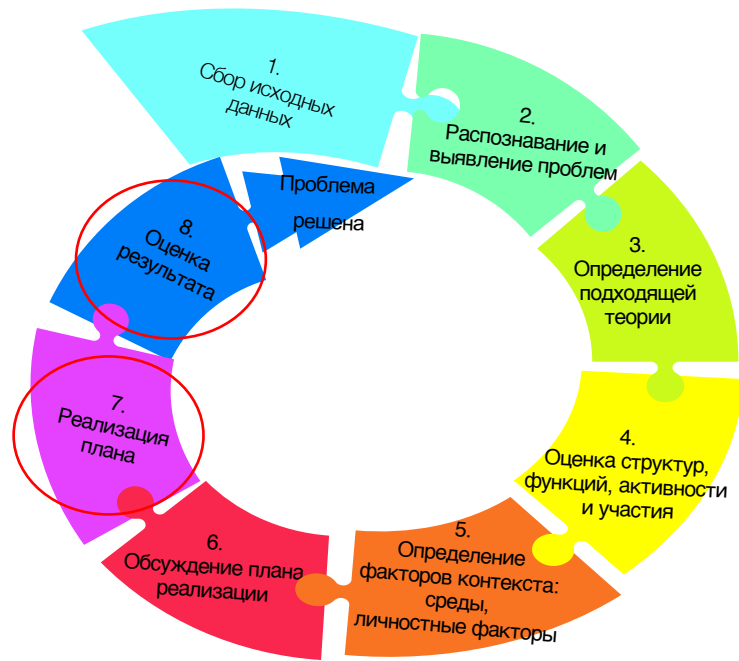 1.
Сбор исходных
данных
2.
Распознавание и
выявление проблем
3.
Определение
подходящей
теории
4.
Оценка структур,
функций, активности
и участия
5.
Определение
факторов контекста:
среды,
личностные факторы
6.
Обсуждение плана
реализации
7.
Реализация
плана
8.
Оценка
результата
Проблема
решена